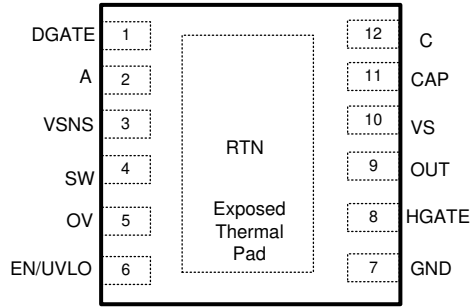 DGATE 1
A 2
VSNS 3
SW 4
OV 5
EN/UVLO 6
RTN
Exposed
Thermal
Pad
12 C
11 CAP
10 VS
9 OUT
8 HGATE
7 GND